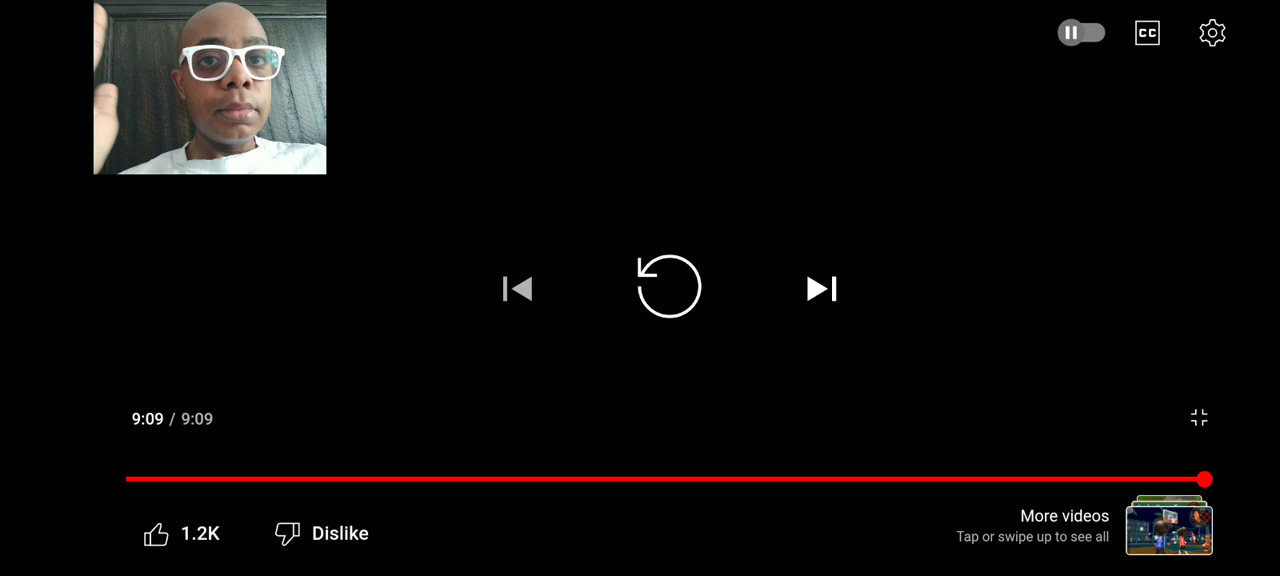 CC
9:09 / 9:09
1.2K
Dislike
More videos
Tap or swipe up to see all